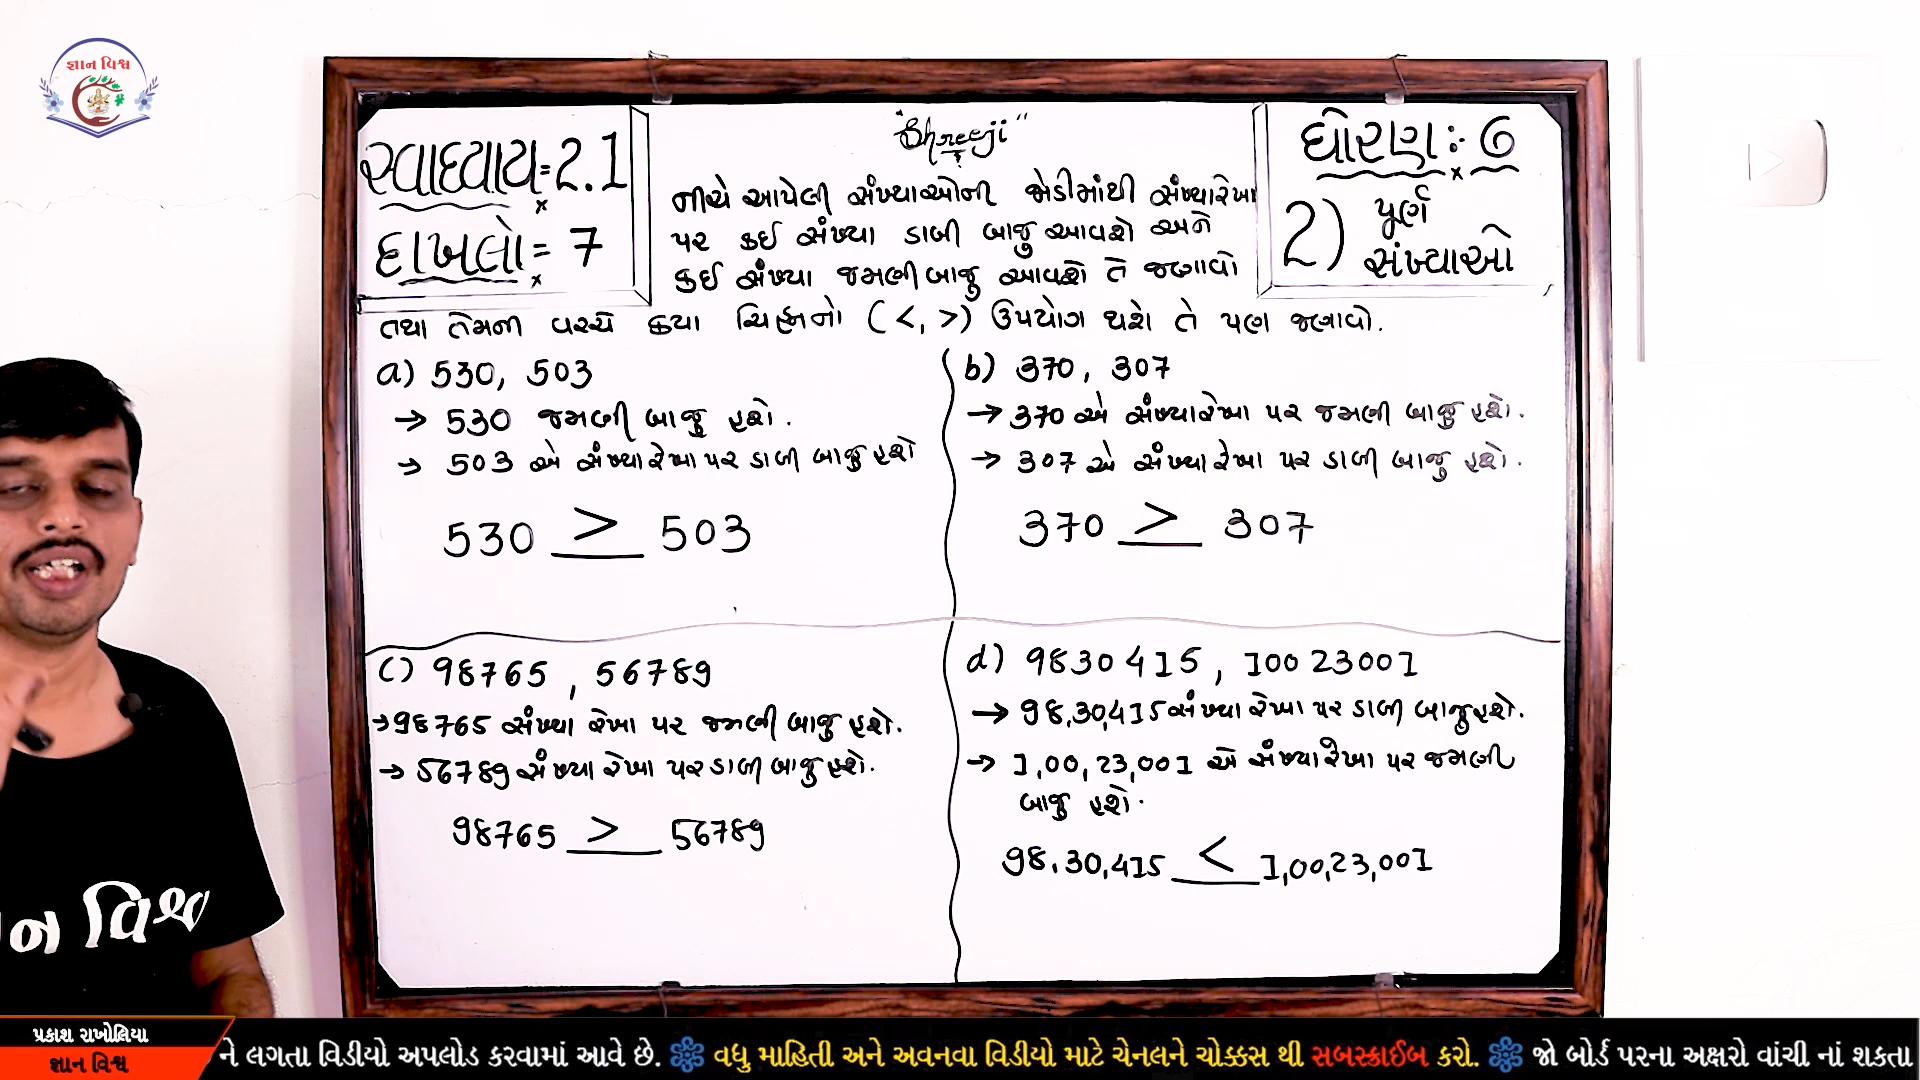 જ્ઞાન વિશ્વ
"Shreeji"
સ્વાધ્યાય = 2.1
દાખલો = 7
ધોરણ :- 6
2) પૂર્ણ
સંખ્યાઓ
નીચે આપેલી સંખ્યાઓની જોડીમાંથી સંખ્યારેખા
પર કઈ સંખ્યા ડાબી બાજુ આવશે અને
કઈ સંખ્યા જમણી બાજુ આવશે તે જણાવો
તથા તેમની વચ્ચે કયા ચિહ્નનો (<, >) ઉપયોગ થશે તે પણ જણાવો.
a) 530, 503
→ 530 જમણી બાજુ હશે.
→ 503 એ સંખ્યારેખા પર ડાબી બાજુ હશે
530 > 503
b) 370, 307
→ 370 એ સંખ્યારેખા પર જમણી બાજુ હશે.
→ 307 એ સંખ્યા રેખા પર ડાબી બાજુ હશે.
370 > 307
c) 98765, 56789
→ 98765 સંખ્યા રેખા પર જમણી બાજુ હશે.
→ 56789 સંખ્યા રેખા પર ડાબી બાજુ હશે.
98765 > 56789
d) 9830415, 10023001
→ 98,30,415 સંખ્યા રેખા પર ડાબી બાજુ હશે.
→ 1,00,23,001 એ સંખ્યારેખા પર જમણી
બાજુ હશે.
98,30,415 < 1,00,23,001
ન વિશ્વ
પ્રકાશ રાખોલિયા
જ્ઞાન વિશ્વ
ને લગતા વિડીયો અપલોડ કરવામાં આવે છે. વધુ માહિતી અને અવનવા વિડીયો માટે ચેનલને ચોક્કસ થી સબસ્ક્રાઈબ કરો. જો બોર્ડ પરના અક્ષરો વાંચી નાં શકતા